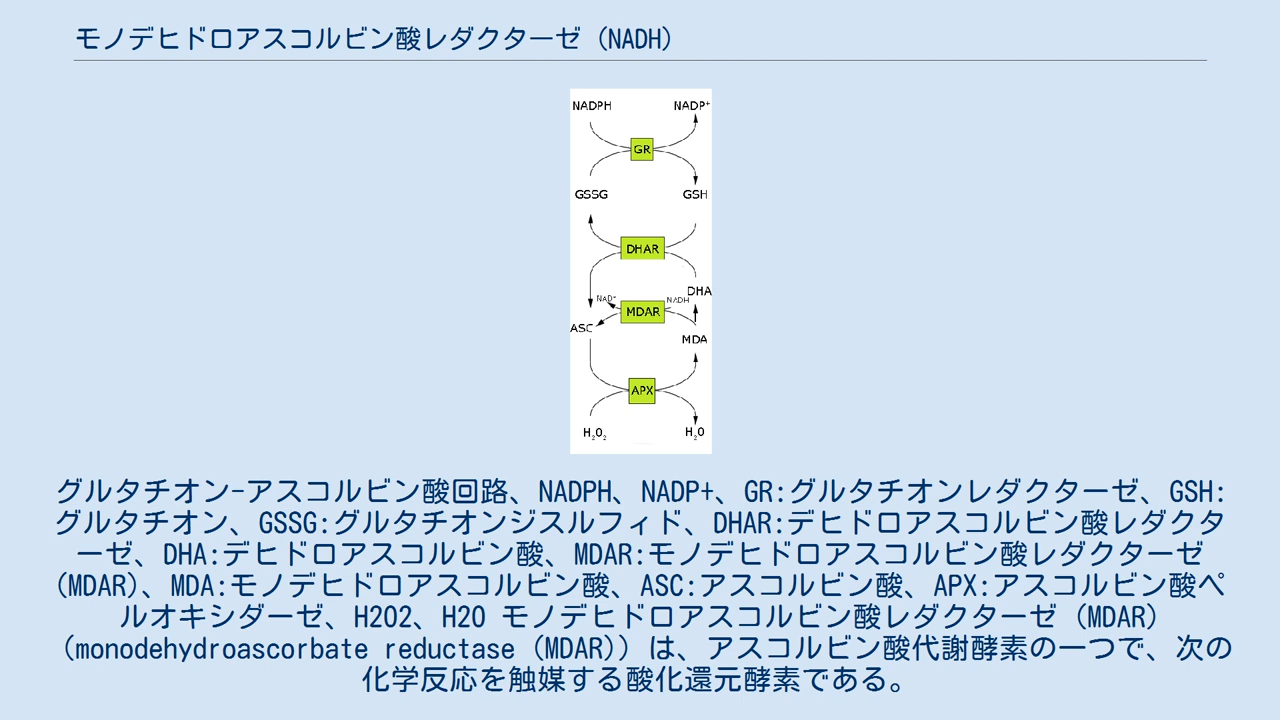 モノデヒドロアスコルビン酸レダクターゼ (NADH)
NADPH NADP+
GR
GSSG GSH
DHAR
DHA
NAD+ NADH
MDAR
ASC
MDA
APX
H2O2 H2O
グルタチオン-アスコルビン酸回路、NADPH、NADP+、GR:グルタチオンレダクターゼ、GSH:
グルタチオン、GSSG:グルタチオンジスルフィド、DHAR:デヒドロアスコルビン酸レダクタ
ーゼ、DHA:デヒドロアスコルビン酸、MDAR:モノデヒドロアスコルビン酸レダクターゼ
(MDAR)、MDA:モノデヒドロアスコルビン酸、ASC:アスコルビン酸、APX:アスコルビン酸ペ
ルオキシダーゼ、H2O2、H2O モノデヒドロアスコルビン酸レダクターゼ (MDAR)
(monodehydroascorbate reductase (MDAR)) は、アスコルビン酸代謝酵素の一つで、次の
化学反応を触媒する酸化還元酵素である。